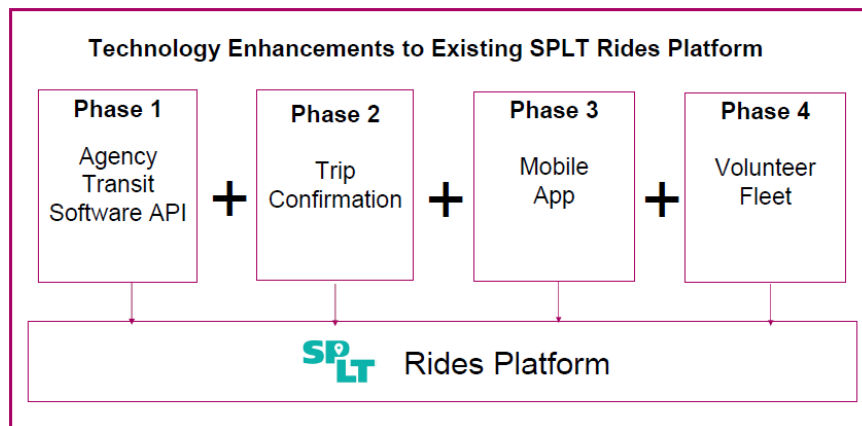 Technology Enhancements to Existing SPLT Rides Platform
Phase 1
Agency
Transit
Software API
+
Phase 2
Trip
Confirmation
+
Phase 3
Mobile
App
+
Phase 4
Volunteer
Fleet
SPLT Rides Platform